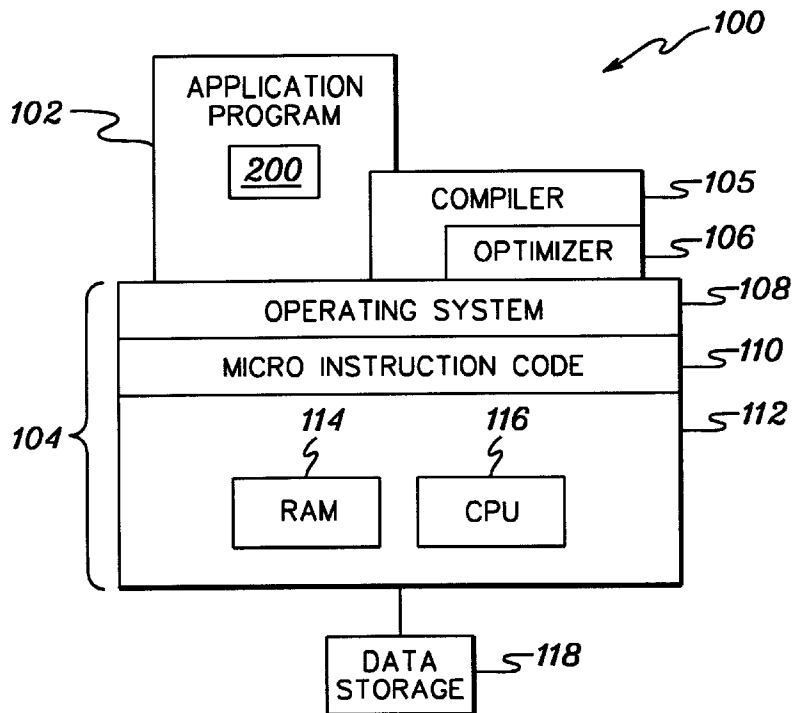 100
APPLICATION
PROGRAM
102
200
COMPILER
105
OPTIMIZER
106
OPERATING SYSTEM
108
MICRO INSTRUCTION CODE
110
104
112
114
116
RAM
CPU
DATA
STORAGE
118